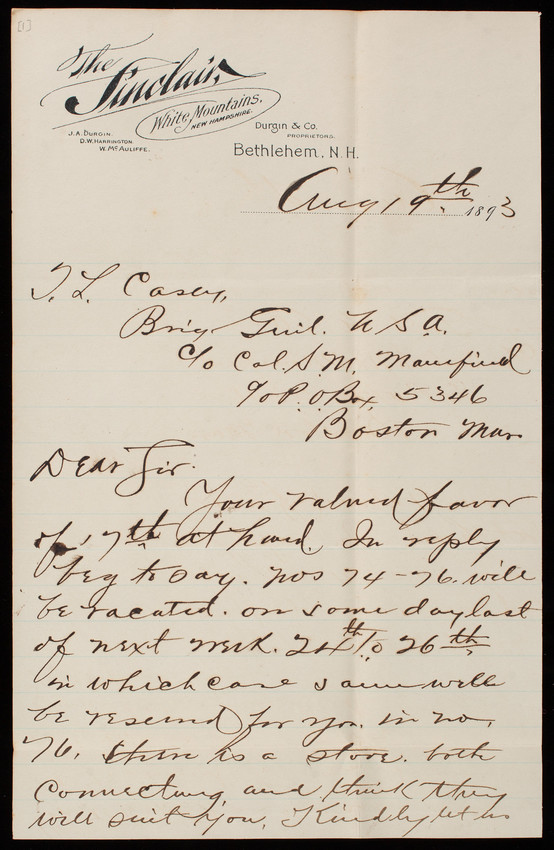 [1]
The
Sinclair,
White Mountains,
NEW HAMPSHIRE.
J. A. DURGIN.
D. W. HARRINGTON.
W. McAULIFFE.
Durgin & Co.
PROPRIETORS.
Bethlehem, N. H.
Aug 19th 1893
T. L. Casey,
Brig Genl. U S A.
c/o Col. S. M. Mansfield
c/o P. O. Box, 5346
Boston Mass
Dear Sir.
Your valued favor
of 17th at hand. In reply
beg to say. nos 74-76. will
be vacated. on some day last
of next week. 24th to 26th
in which case same will
be reserved for you. in no.
76. there is a stove. both
connecting and think they
will suit you, Kindly let us